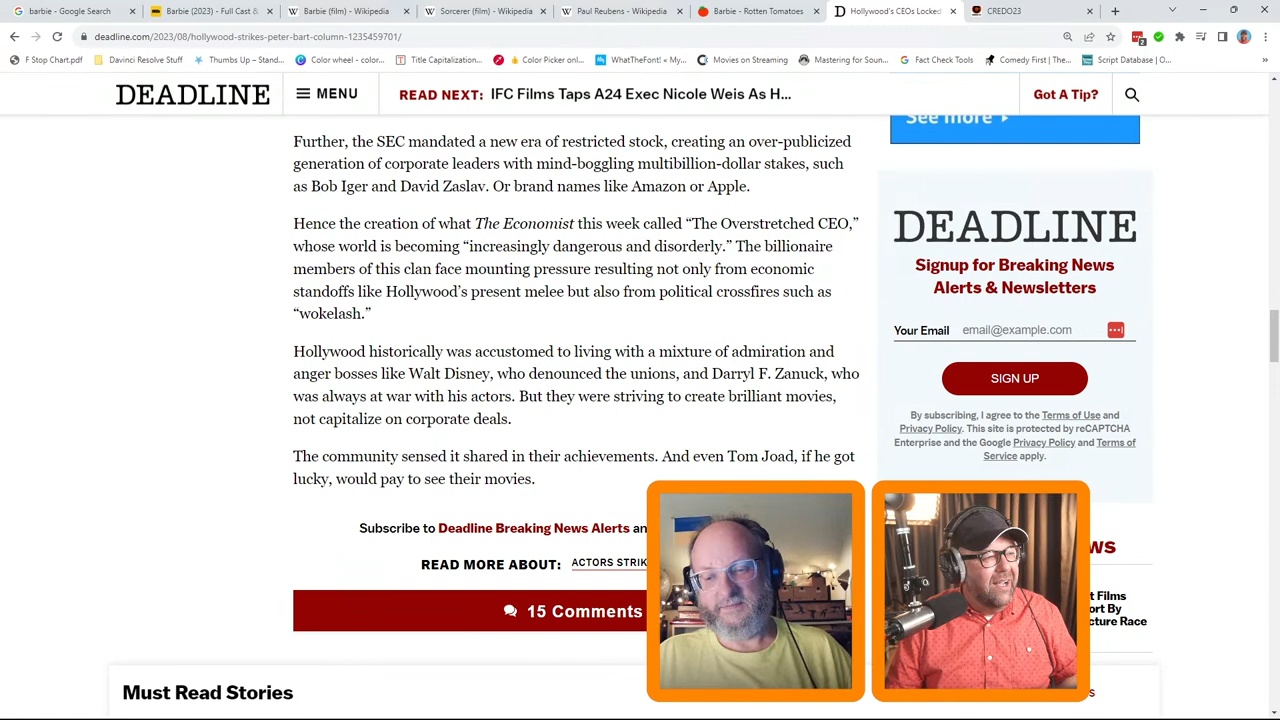 barbie - Google Search
Barbie (2023) - Full Cast &
Barbie (film) - Wikipedia
Sorcerer (film) - Wikipedia
Paul Reubens - Wikipedia
Barbie - Rotten Tomatoes
Hollywood's CEOs Locked
CREDO23
deadline.com/2023/08/hollywood-strikes-peter-bart-column-1235459701/
F Stop Chart.pdf
Davinci Resolve Stuff
Thumbs Up – Stand...
Color wheel - color...
Title Capitalization...
Color Picker onl...
WhatTheFont! « My...
Movies on Streaming
Mastering for Soun...
Fact Check Tools
Comedy First | The...
Script Database | O...
DEADLINE
MENU
READ NEXT: IFC Films Taps A24 Exec Nicole Weis As H...
Got A Tip?
Further, the SEC mandated a new era of restricted stock, creating an over-publicized
generation of corporate leaders with mind-boggling multibillion-dollar stakes, such
as Bob Iger and David Zaslav. Or brand names like Amazon or Apple.
Hence the creation of what The Economist this week called “The Overstretched CEO,”
whose world is becoming “increasingly dangerous and disorderly.” The billionaire
members of this clan face mounting pressure resulting not only from economic
standoffs like Hollywood’s present melee but also from political crossfires such as
“wokelash.”
Hollywood historically was accustomed to living with a mixture of admiration and
anger bosses like Walt Disney, who denounced the unions, and Darryl F. Zanuck, who
was always at war with his actors. But they were striving to create brilliant movies,
not capitalize on corporate deals.
The community sensed it shared in their achievements. And even Tom Joad, if he got
lucky, would pay to see their movies.
Subscribe to Deadline Breaking News Alerts an
READ MORE ABOUT: ACTORS STRIK
15 Comments
Must Read Stories
See more
DEADLINE
Signup for Breaking News
Alerts & Newsletters
Your Email
email@example.com
SIGN UP
By subscribing, I agree to the Terms of Use and
Privacy Policy. This site is protected by reCAPTCHA
Enterprise and the Google Privacy Policy and Terms of
Service apply.
WS
t Films
ort By
cture Race